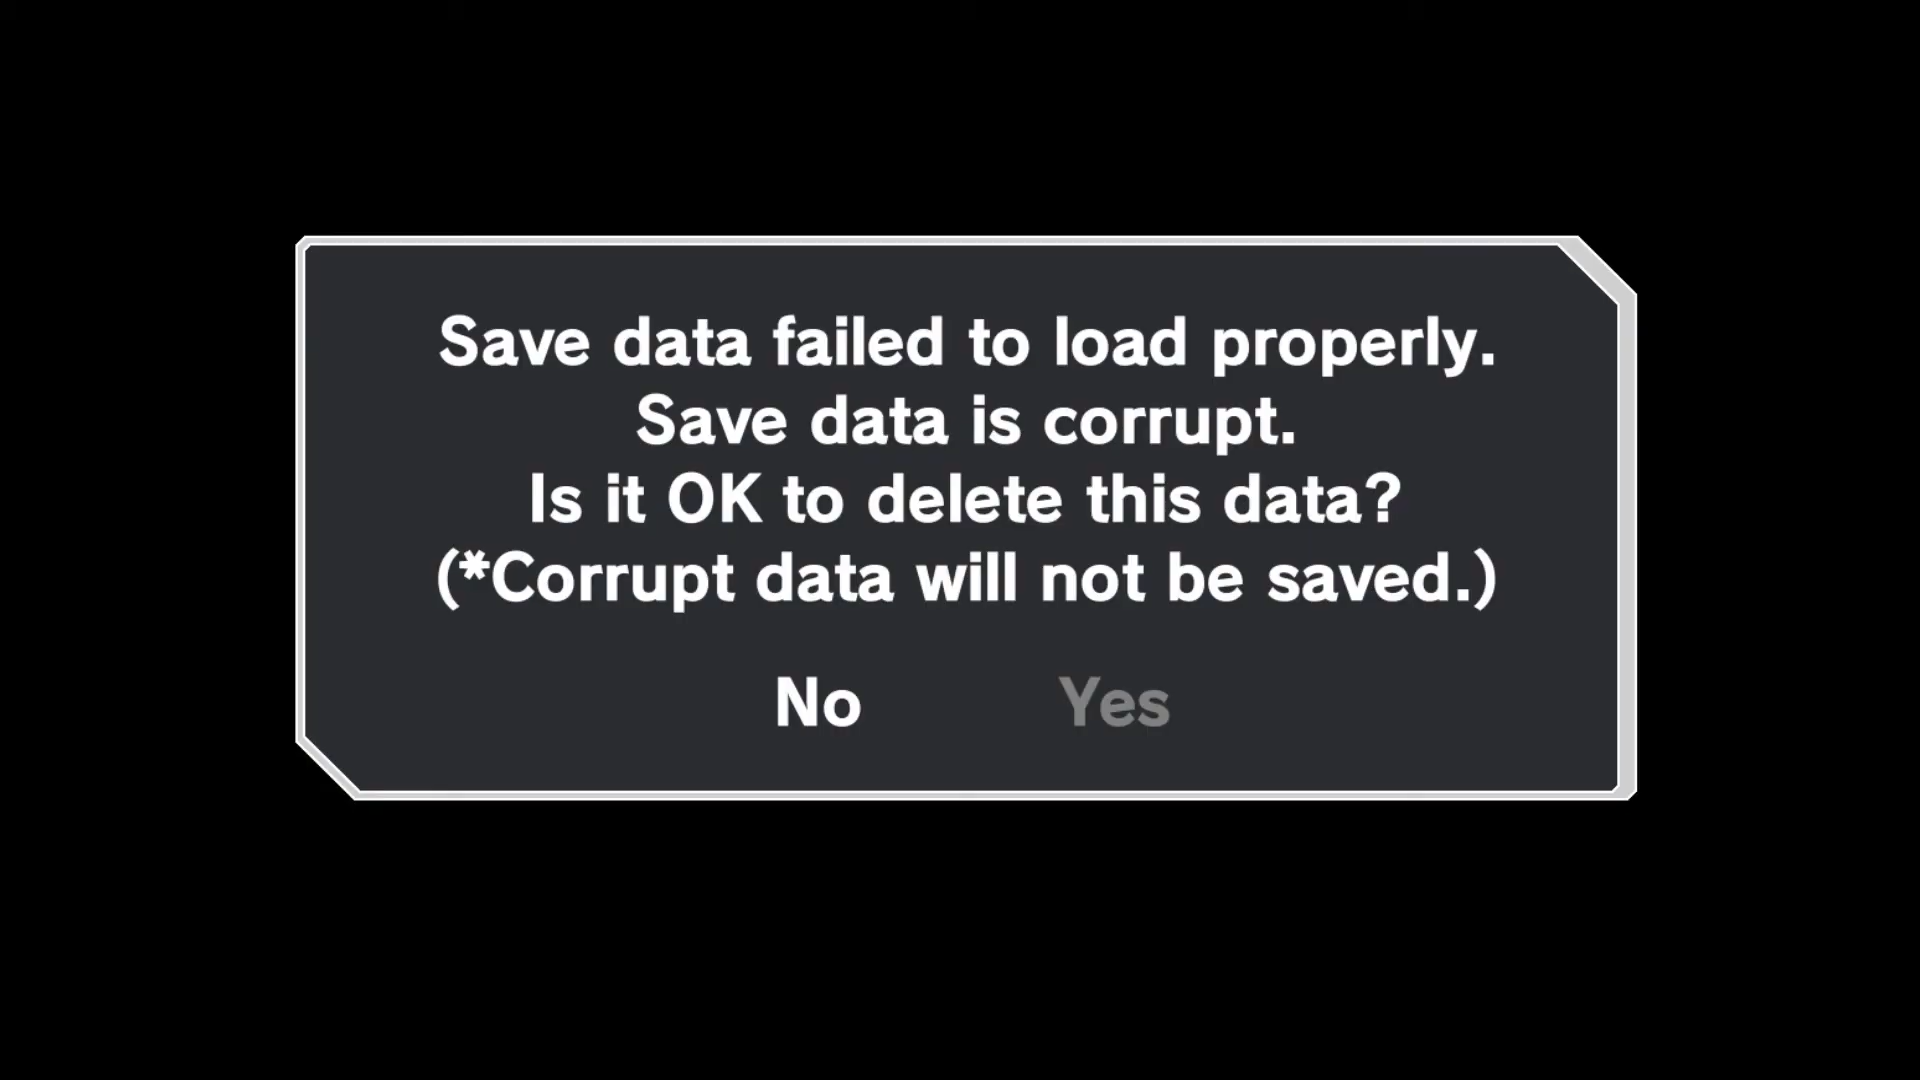 Save data failed to load properly.
Save data is corrupt.
Is it OK to delete this data?
(*Corrupt data will not be saved.)
No Yes